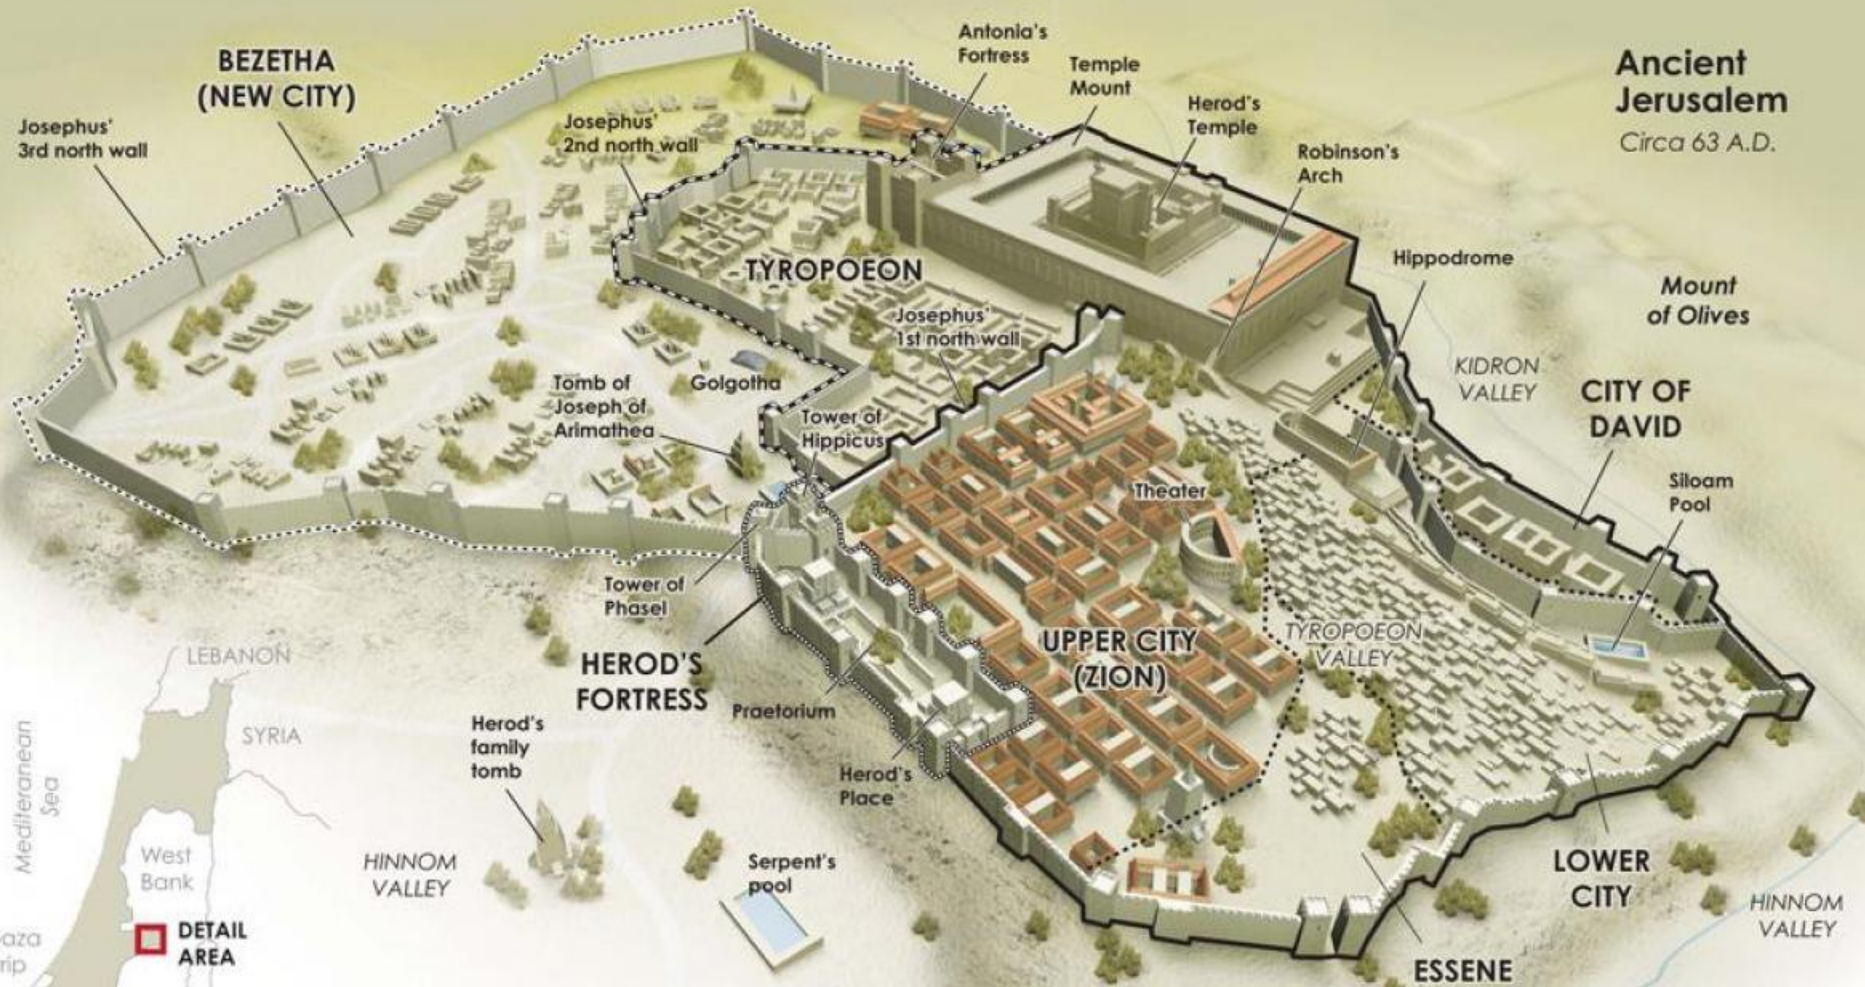 Ancient
Jerusalem
Circa 63 A.D.
BEZETHA
(NEW CITY)
Josephus'
3rd north wall
Josephus'
2nd north wall
Antonia's
Fortress
Temple
Mount
Herod's
Temple
Robinson's
Arch
Hippodrome
Mount
of Olives
KIDRON
VALLEY
CITY OF
DAVID
Siloam
Pool
TYROPOEON
Josephus'
1st north wall
Golgotha
Tomb of
Joseph of
Arimathea
Tower of
Hippicus
Theater
Tower of
Phasel
HEROD'S
FORTRESS
Praetorium
UPPER CITY
(ZION)
TYROPOEON
VALLEY
Herod's
family
tomb
Herod's
Place
Serpent's
pool
HINNOM
VALLEY
LOWER
CITY
HINNOM
VALLEY
ESSENE
LEBANON
SYRIA
Mediteranean
Sea
West
Bank
DETAIL
AREA